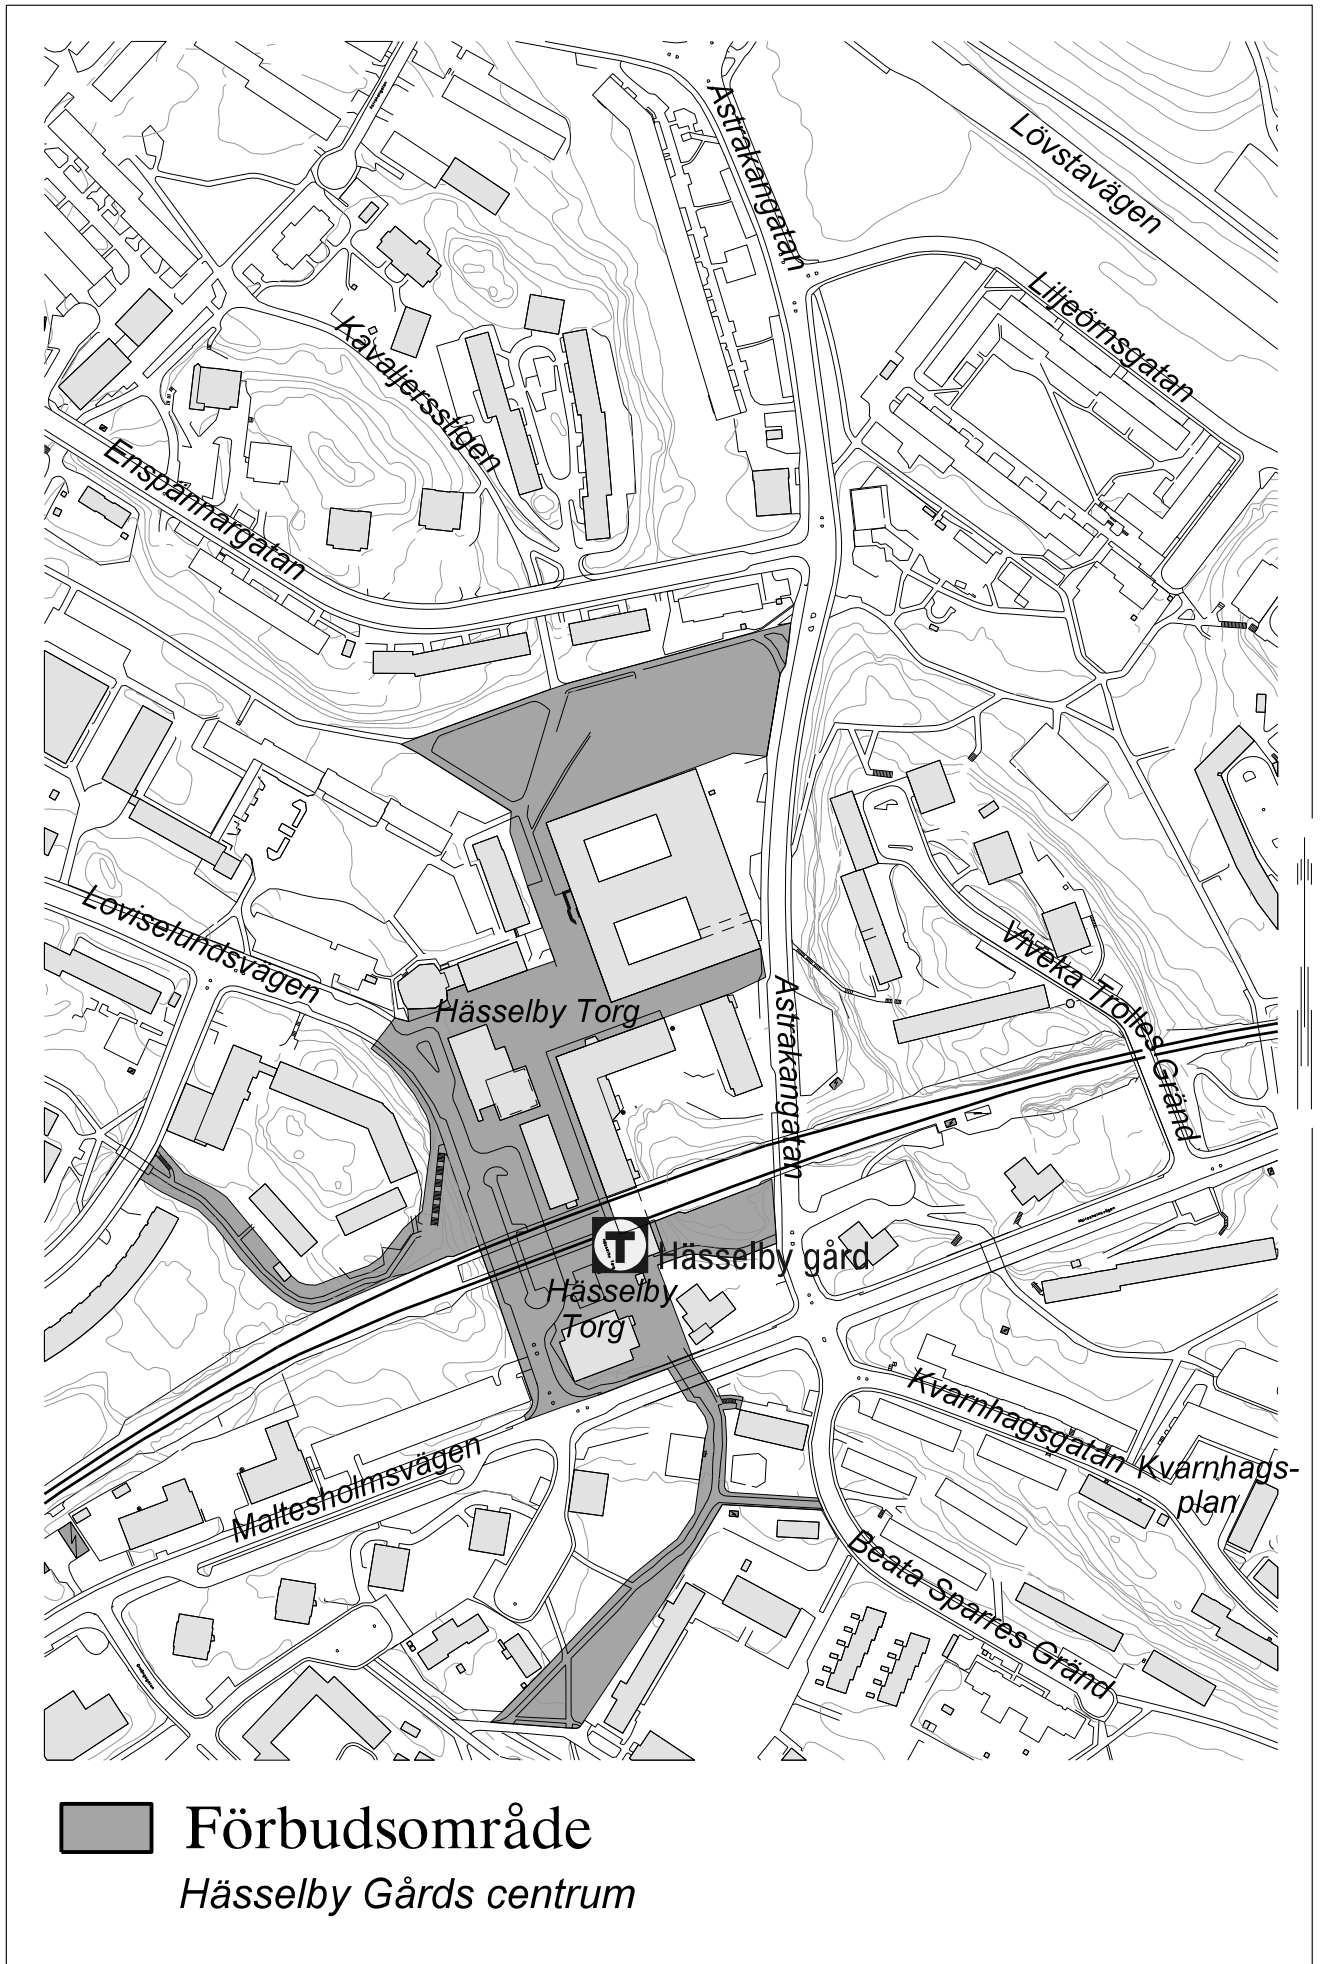 Astrakangatan
Lövstavägen
Liljeörnsgatan
Kavaljersstigen
Enspännargatan
Loviselundsvägen
Hässelby Torg
Viveka Trolles Gränd
Astrakangatan
T
Hässelby gård
Hässelby
Torg
Maltesholmsvägen
Kvarnhagsgatan
Kvarnhags-
plan
Beata Sparres Gränd
Förbudsområde
Hässelby Gårds centrum